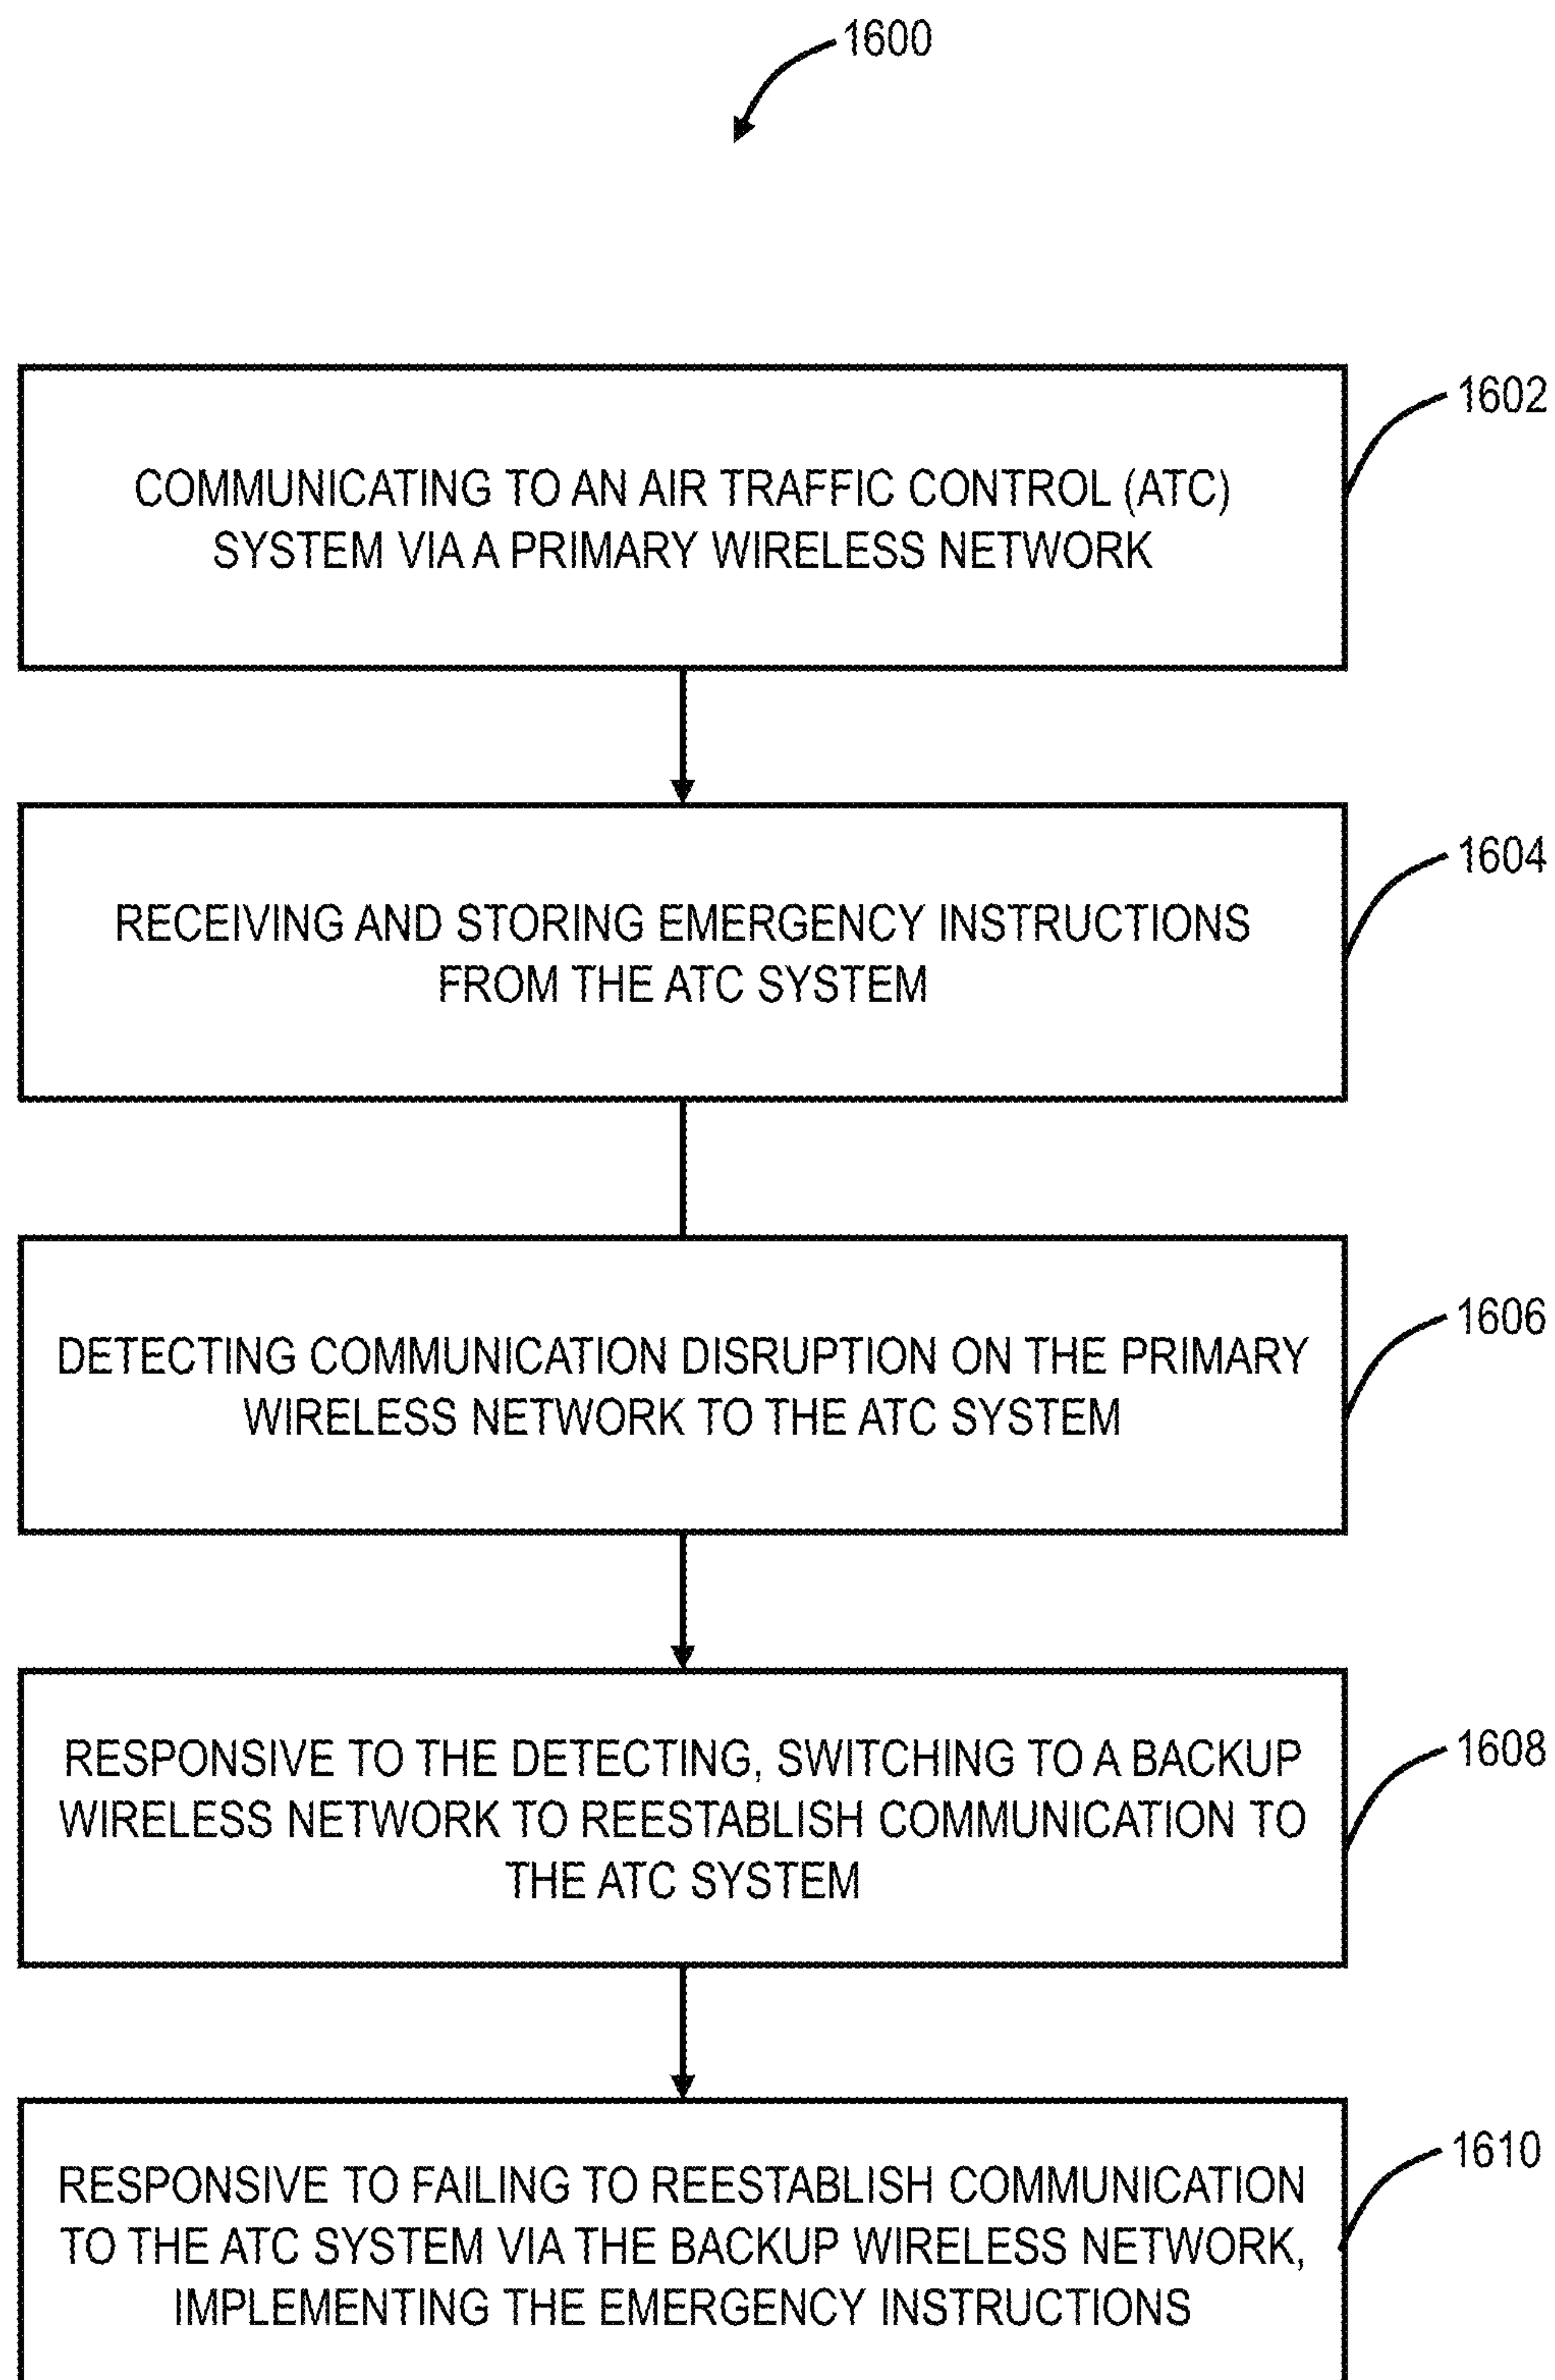 1600
1602
COMMUNICATING TO AN AIR TRAFFIC CONTROL (ATC)
SYSTEM VIA A PRIMARY WIRELESS NETWORK
1604
RECEIVING AND STORING EMERGENCY INSTRUCTIONS
FROM THE ATC SYSTEM
1606
DETECTING COMMUNICATION DISRUPTION ON THE PRIMARY
WIRELESS NETWORK TO THE ATC SYSTEM
1608
RESPONSIVE TO THE DETECTING, SWITCHING TO A BACKUP
WIRELESS NETWORK TO REESTABLISH COMMUNICATION TO
THE ATC SYSTEM
1610
RESPONSIVE TO FAILING TO REESTABLISH COMMUNICATION
TO THE ATC SYSTEM VIA THE BACKUP WIRELESS NETWORK,
IMPLEMENTING THE EMERGENCY INSTRUCTIONS